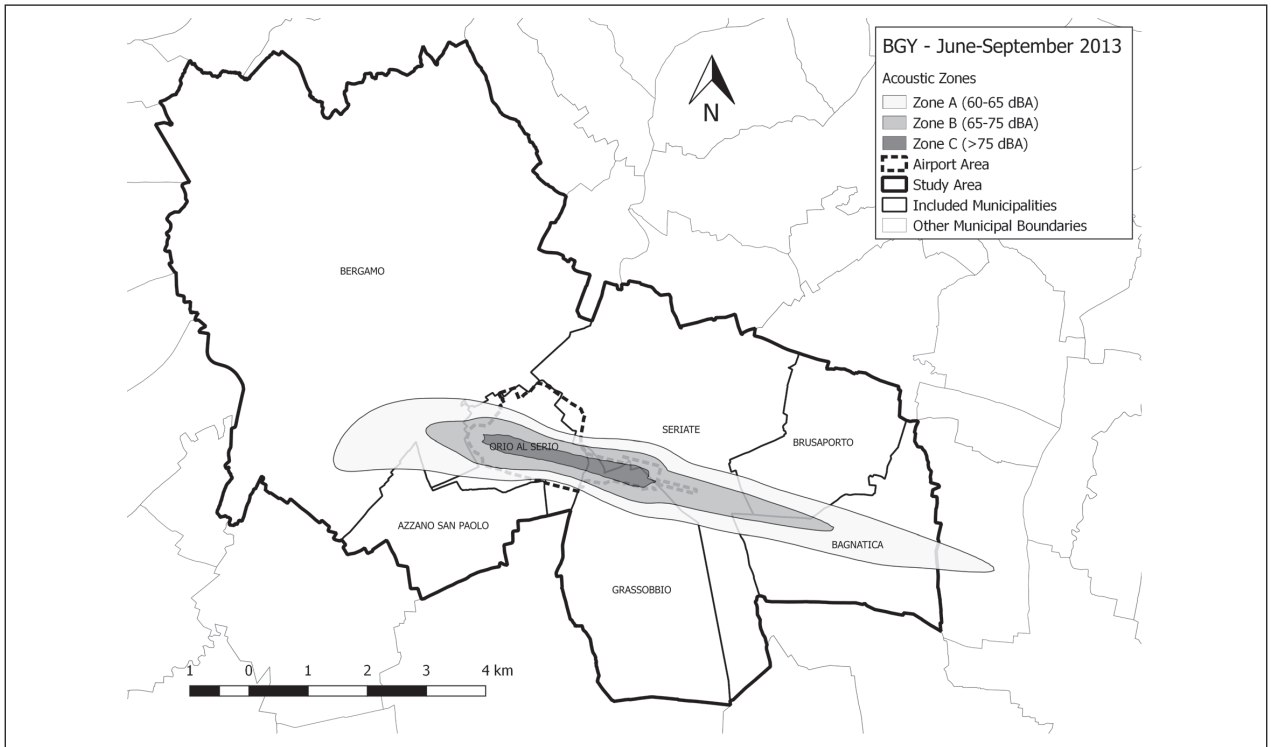 BGY - June-September 2013
Acoustic Zones
Zone A (60-65 dBA)
Zone B (65-75 dBA)
Zone C (>75 dBA)
Airport Area
Study Area
Included Municipalities
Other Municipal Boundaries
N
BERGAMO
SERIATE
BRUSAPORTO
ORIO AL SERIO
AZZANO SAN PAOLO
BAGNATICA
GRASSOBBIO
1 0 1 2 3 4 km